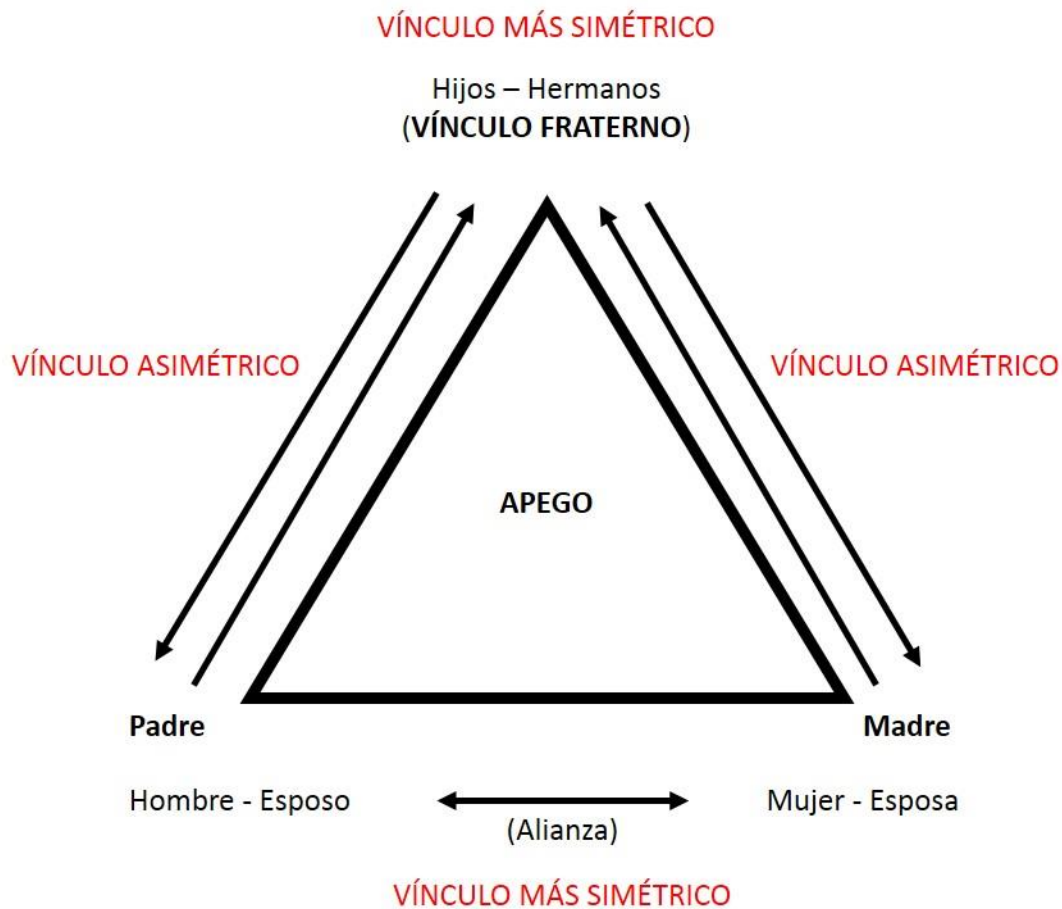 VÍNCULO MÁS SIMÉTRICO
Hijos – Hermanos
(VÍNCULO FRATERNO)
VÍNCULO ASIMÉTRICO
VÍNCULO ASIMÉTRICO
APEGO
Padre
Madre
Hombre - Esposo
Mujer - Esposa
(Alianza)
VÍNCULO MÁS SIMÉTRICO